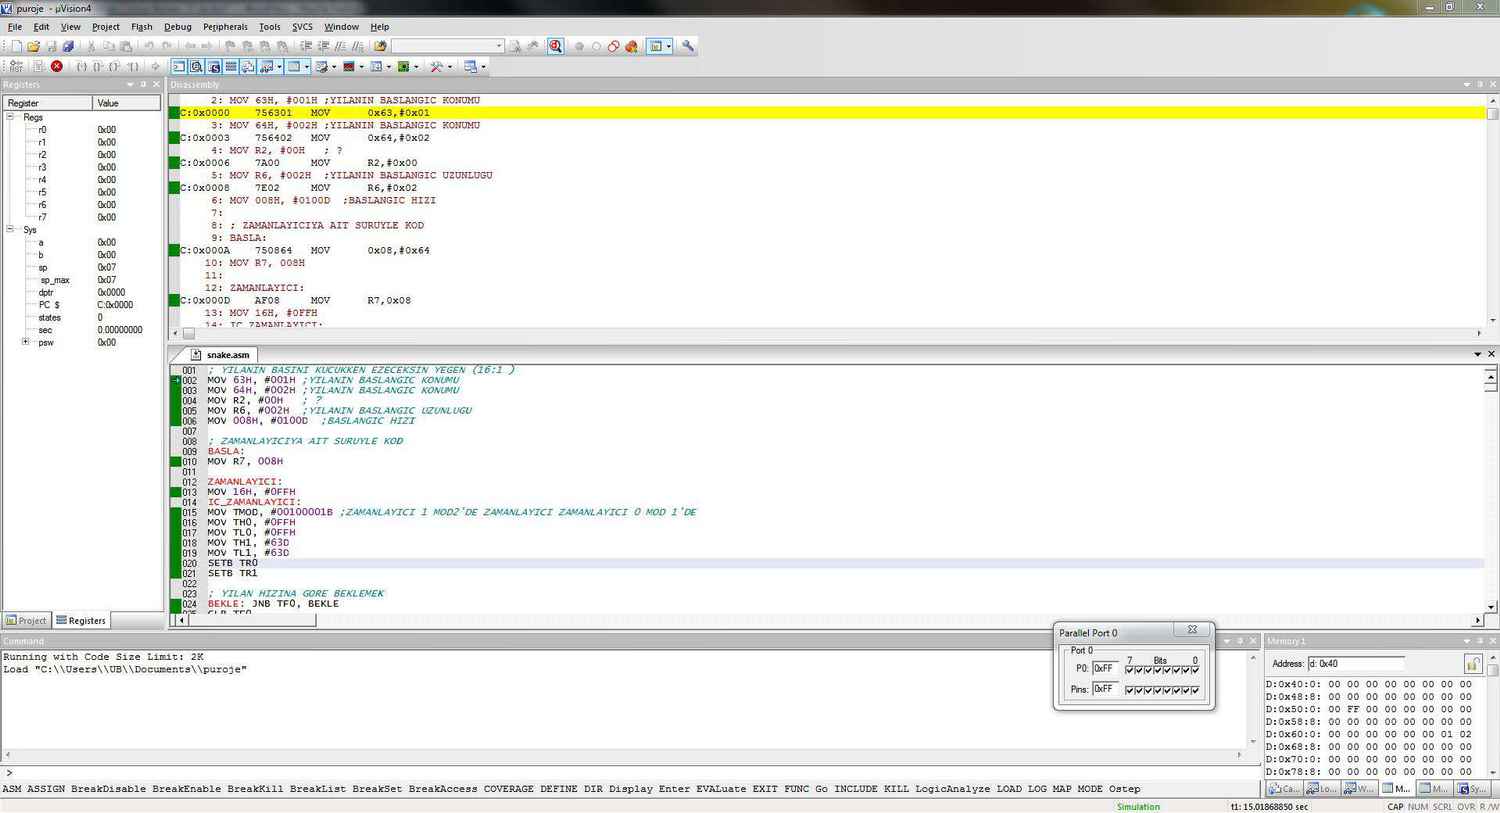 puroje - µVision4
File Edit View Project Flash Debug Peripherals Tools SVCS Window Help
Registers
Register Value
Regs
r0 0x00
r1 0x00
r2 0x00
r3 0x00
r4 0x00
r5 0x00
r6 0x00
r7 0x00
Sys
a 0x00
b 0x00
sp 0x07
sp_max 0x07
dptr 0x0000
PC $ C:0x0000
states 0
sec 0.00000000
psw 0x00
Project Registers
Disassembly
2: MOV 63H, #001H ;YILANIN BASLANGIC KONUMU
C:0x0000 756301 MOV 0x63,#0x01
3: MOV 64H, #002H ;YILANIN BASLANGIC KONUMU
C:0x0003 756402 MOV 0x64,#0x02
4: MOV R2, #00H ; ?
C:0x0006 7A00 MOV R2,#0x00
5: MOV R6, #002H ;YILANIN BASLANGIC UZUNLUGU
C:0x0008 7E02 MOV R6,#0x02
6: MOV 008H, #0100D ;BASLANGIC HIZI
7:
8: ; ZAMANLAYICIYA AIT SURUYLE KOD
9: BASLA:
C:0x000A 750864 MOV 0x08,#0x64
10: MOV R7, 008H
11:
12: ZAMANLAYICI:
C:0x000D AF08 MOV R7,0x08
13: MOV 16H, #0FFH
14: IC_ZAMANLAYICI:
snake.asm
001 ; YILANIN BASINI KUCUKKEN EZECEKSIN YEGEN (16:1 )
002 MOV 63H, #001H ;YILANIN BASLANGIC KONUMU
003 MOV 64H, #002H ;YILANIN BASLANGIC KONUMU
004 MOV R2, #00H ; ?
005 MOV R6, #002H ;YILANIN BASLANGIC UZUNLUGU
006 MOV 008H, #0100D ;BASLANGIC HIZI
007
008 ; ZAMANLAYICIYA AIT SURUYLE KOD
009 BASLA:
010 MOV R7, 008H
011
012 ZAMANLAYICI:
013 MOV 16H, #0FFH
014 IC_ZAMANLAYICI:
015 MOV TMOD, #00100001B ;ZAMANLAYICI 1 MOD2'DE ZAMANLAYICI ZAMANLAYICI 0 MOD 1'DE
016 MOV TH0, #0FFH
017 MOV TL0, #0FFH
018 MOV TH1, #63D
019 MOV TL1, #63D
020 SETB TR0
021 SETB TR1
022
023 ; YILAN HIZINA GORE BEKLEMEK
024 BEKLE: JNB TF0, BEKLE
025 CLR TF0
Command
Running with Code Size Limit: 2K
Load "C:\\Users\\UB\\Documents\\puroje"
>
ASM ASSIGN BreakDisable BreakEnable BreakKill BreakList BreakSet BreakAccess COVERAGE DEFINE DIR Display Enter EVALuate EXIT FUNC Go INCLUDE KILL LogicAnalyze LOAD LOG MAP MODE Ostep
Parallel Port 0
Port 0
7 Bits 0
P0: 0xFF
Pins: 0xFF
Memory 1
Address: d: 0x40
D:0x40:0: 00 00 00 00 00 00 00 00
D:0x48:8: 00 00 00 00 00 00 00 00
D:0x50:0: 00 FF 00 00 00 00 00 00
D:0x58:8: 00 00 00 00 00 00 00 00
D:0x60:0: 00 00 00 00 00 00 01 02
D:0x68:8: 00 00 00 00 00 00 00 00
D:0x70:0: 00 00 00 00 00 00 00 00
D:0x78:8: 00 00 00 00 00 00 00 00
Ca... Lo... W... M... M... Sy...
Simulation t1: 15.01868850 sec CAP NUM SCRL OVR R/W